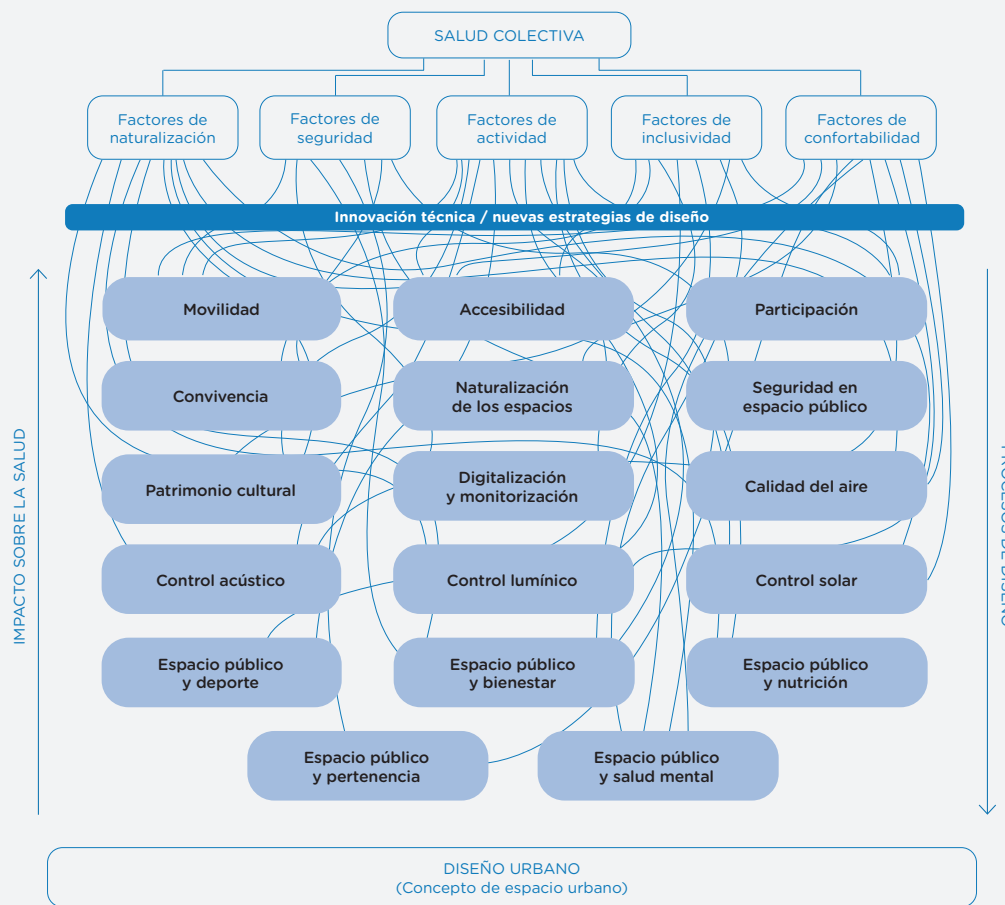 SALUD COLECTIVA
Factores de
naturalización
Factores de
seguridad
Factores de
actividad
Factores de
inclusividad
Factores de
confortabilidad
Innovación técnica / nuevas estrategias de diseño
IMPACTO SOBRE LA SALUD
Movilidad
Accesibilidad
Participación
Convivencia
Naturalización
de los espacios
Seguridad en
espacio público
Patrimonio cultural
Digitalización
y monitorización
Calidad del aire
Control acústico
Control lumínico
Control solar
Espacio público
y deporte
Espacio público
y bienestar
Espacio público
y nutrición
Espacio público
y pertenencia
Espacio público
y salud mental
PROCESOS DE DISEÑO
DISEÑO URBANO
(Concepto de espacio urbano)